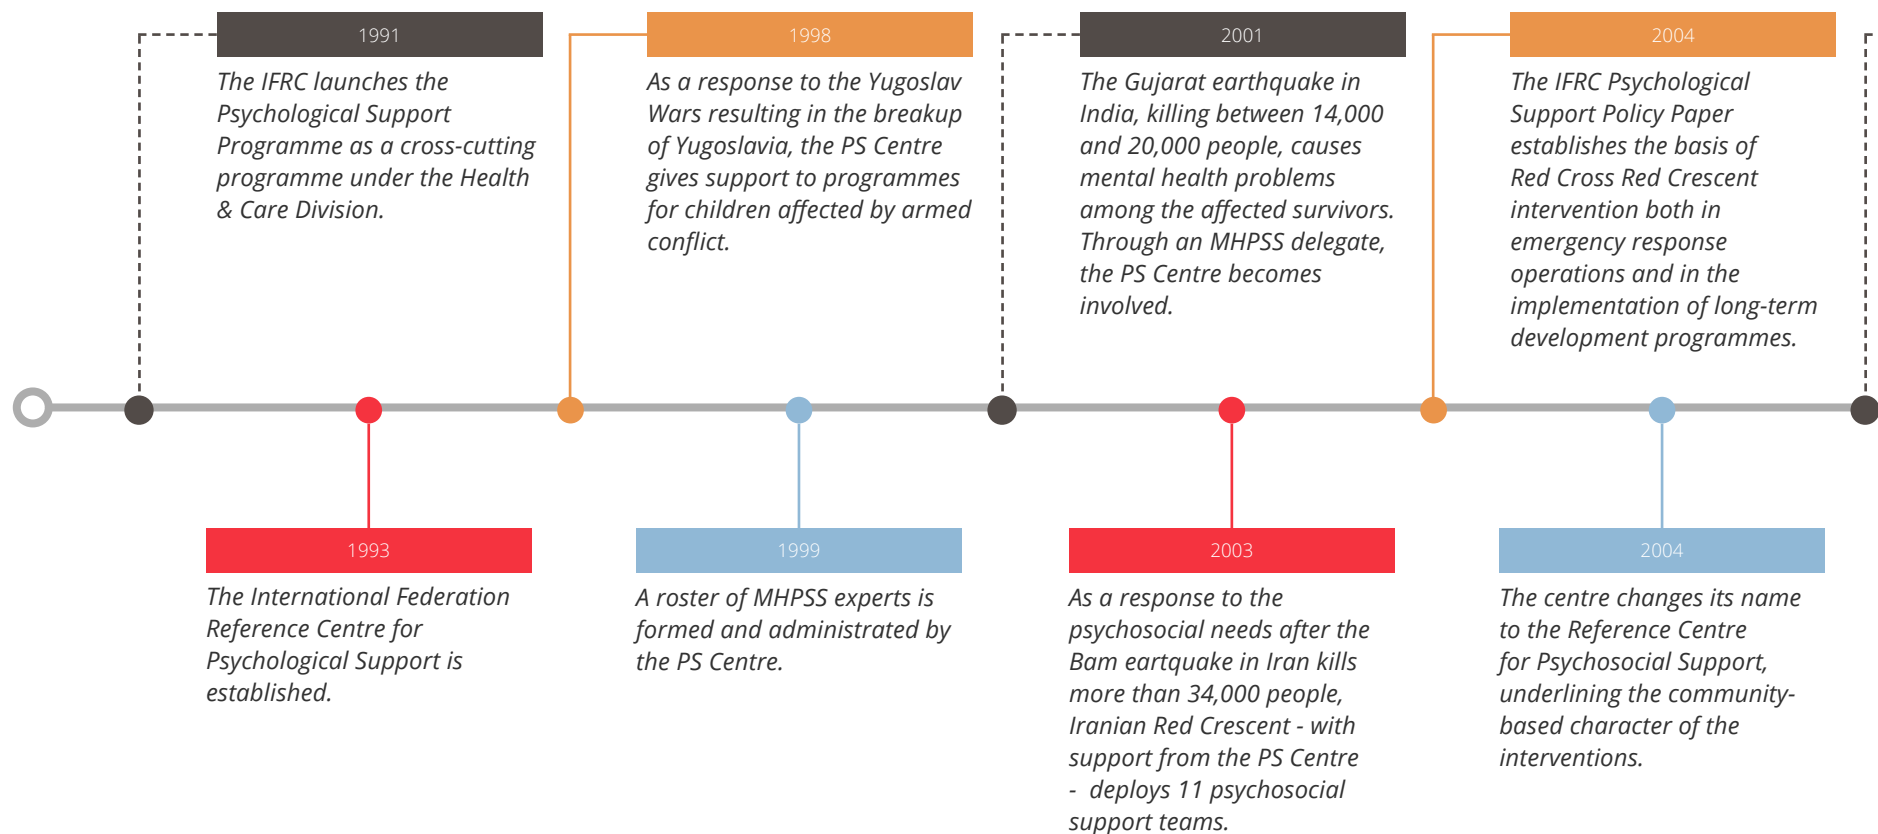 1991
The IFRC launches the
Psychological Support
Programme as a cross-cutting
programme under the Health
& Care Division.
1998
As a response to the Yugoslav
Wars resulting in the breakup
of Yugoslavia, the PS Centre
gives support to programmes
for children affected by armed
conflict.
2001
The Gujarat earthquake in
India, killing between 14,000
and 20,000 people, causes
mental health problems
among the affected survivors.
Through an MHPSS delegate,
the PS Centre becomes
involved.
2004
The IFRC Psychological
Support Policy Paper
establishes the basis of
Red Cross Red Crescent
intervention both in
emergency response
operations and in the
implementation of long-term
development programmes.
1993
The International Federation
Reference Centre for
Psychological Support is
established.
1999
A roster of MHPSS experts is
formed and administrated by
the PS Centre.
2003
As a response to the
psychosocial needs after the
Bam eartquake in Iran kills
more than 34,000 people,
Iranian Red Crescent - with
support from the PS Centre
- deploys 11 psychosocial
support teams.
2004
The centre changes its name
to the Reference Centre
for Psychosocial Support,
underlining the community-
based character of the
interventions.